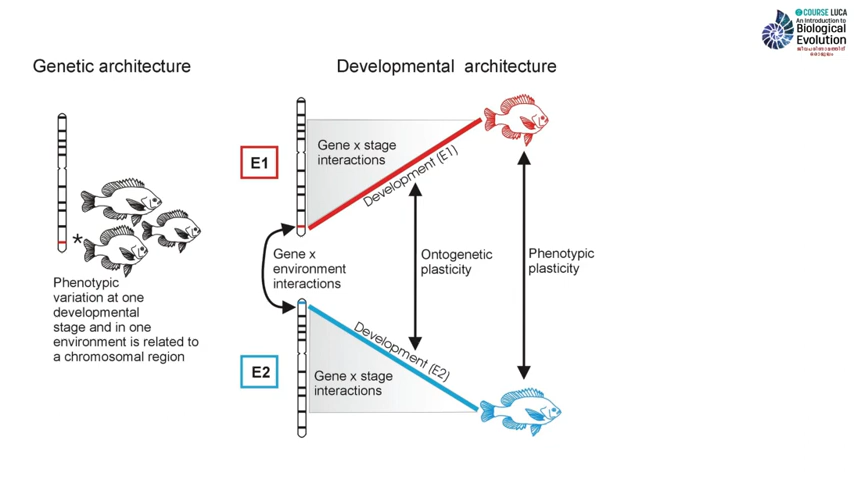 COURSE LUCA
An Introduction to
Biological
Evolution
Genetic architecture
Developmental architecture
E1
Gene x stage
interactions
Development (E1)
*
Gene x
environment
interactions
Ontogenetic
plasticity
Phenotypic
plasticity
Phenotypic
variation at one
developmental
stage and in one
environment is related to
a chromosomal region
E2
Development (E2)
Gene x stage
interactions